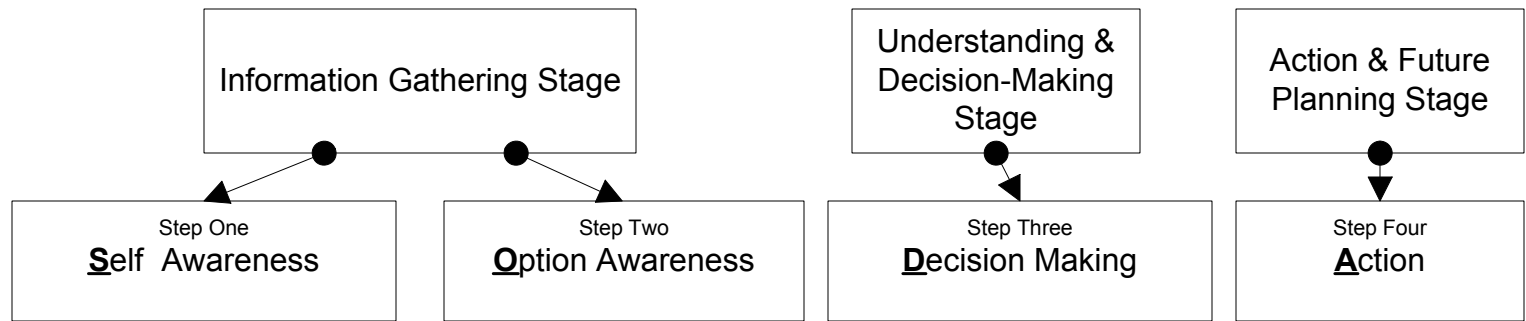 Information Gathering Stage
Understanding &
Decision-Making
Stage
Action & Future
Planning Stage
Step One
Self Awareness
Step Two
Option Awareness
Step Three
Decision Making
Step Four
Action